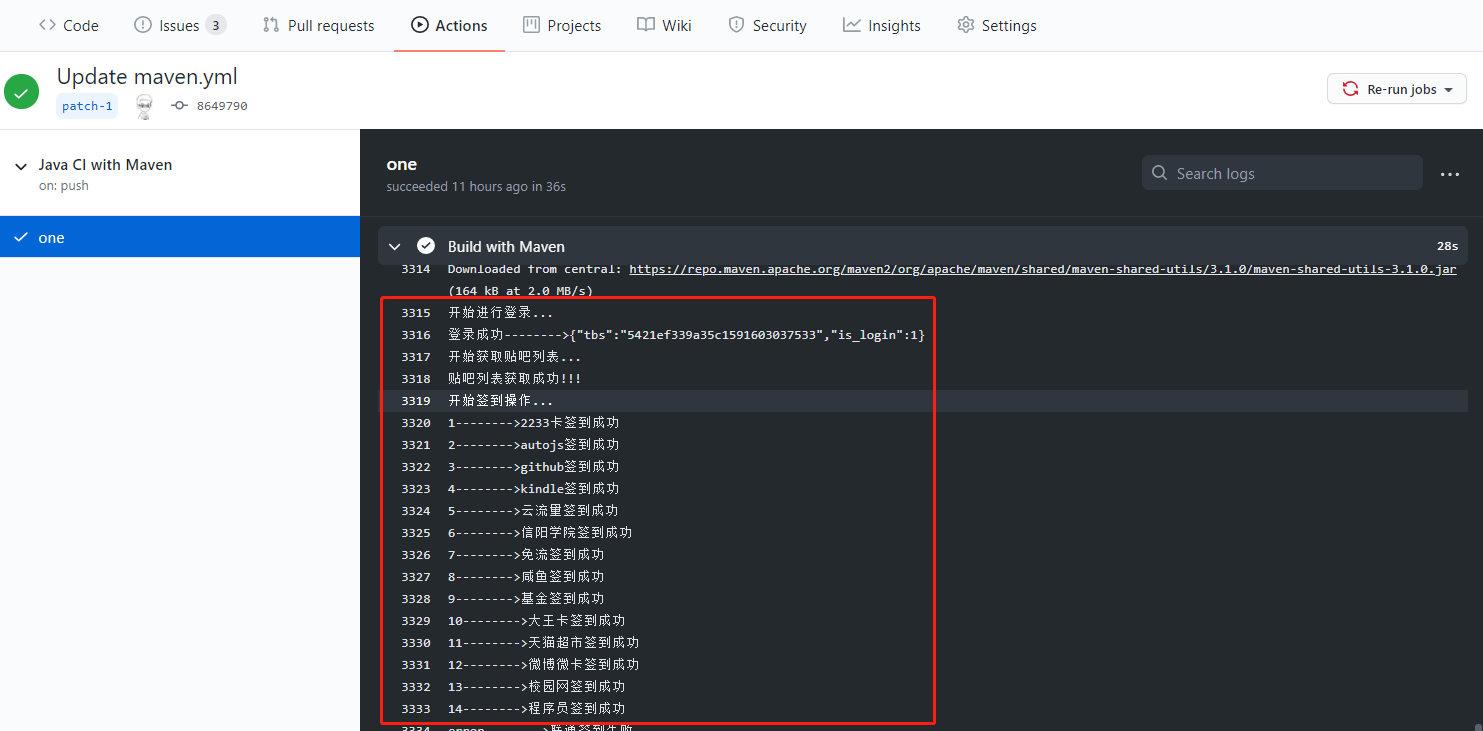 Code Issues 3 Pull requests Actions Projects Wiki Security Insights Settings
Update maven.yml
patch-1 8649790
Re-run jobs
Java CI with Maven
on: push
one
one
succeeded 11 hours ago in 36s
Search logs
Build with Maven 28s
3314 Downloaded from central: https://repo.maven.apache.org/maven2/org/apache/maven/shared/maven-shared-utils/3.1.0/maven-shared-utils-3.1.0.jar
(164 kB at 2.0 MB/s)
3315 开始进行登录...
3316 登录成功-------->{"tbs":"5421ef339a35c1591603037533","is_login":1}
3317 开始获取贴吧列表...
3318 贴吧列表获取成功!!!
3319 开始签到操作...
3320 1-------->2233卡签到成功
3321 2-------->autojs签到成功
3322 3-------->github签到成功
3323 4-------->kindle签到成功
3324 5-------->云流量签到成功
3325 6-------->信阳学院签到成功
3326 7-------->免流签到成功
3327 8-------->咸鱼签到成功
3328 9-------->基金签到成功
3329 10-------->大王卡签到成功
3330 11-------->天猫超市签到成功
3331 12-------->微博微卡签到成功
3332 13-------->校园网签到成功
3333 14-------->程序员签到成功